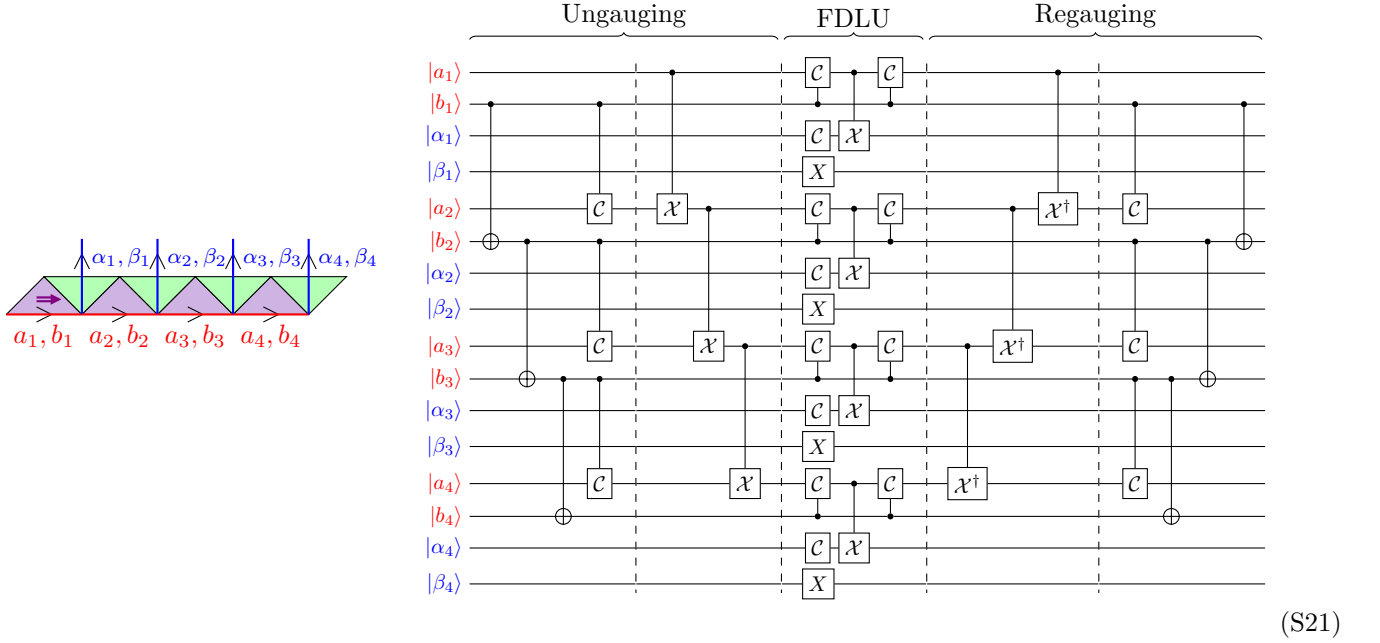 Ungauging FDLU Regauging
|a₁⟩ 𝒞 𝒞
|b₁⟩
|α₁⟩ 𝒞 𝒳
|β₁⟩ X
|a₂⟩ 𝒞 𝒳 𝒞 𝒞 𝒳† 𝒞
|b₂⟩
α₁, β₁ α₂, β₂ α₃, β₃ α₄, β₄
|α₂⟩ 𝒞 𝒳
|β₂⟩ X
a₁, b₁ a₂, b₂ a₃, b₃ a₄, b₄
|a₃⟩ 𝒞 𝒳 𝒞 𝒞 𝒳† 𝒞
|b₃⟩
|α₃⟩ 𝒞 𝒳
|β₃⟩ X
|a₄⟩ 𝒞 𝒳 𝒞 𝒞 𝒳† 𝒞
|b₄⟩
|α₄⟩ 𝒞 𝒳
|β₄⟩ X
(S21)